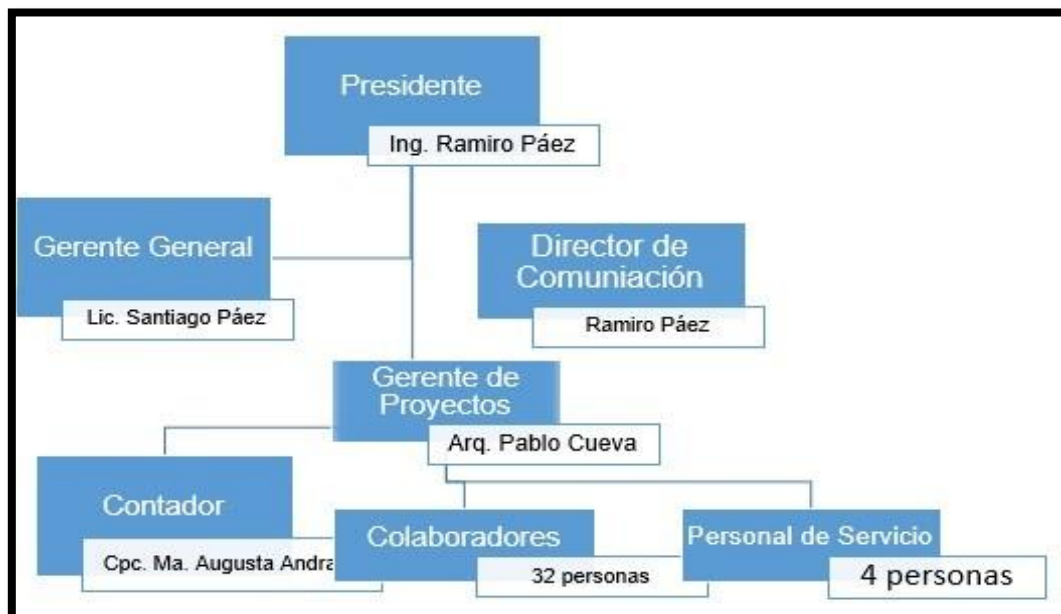 Presidente
Ing. Ramiro Páez
Gerente General
Lic. Santiago Páez
Director de
Comuniación
Ramiro Páez
Gerente de
Proyectos
Arq. Pablo Cueva
Contador
Cpc. Ma. Augusta
Colaboradores
32 personas
Personal de Servicio
4 personas